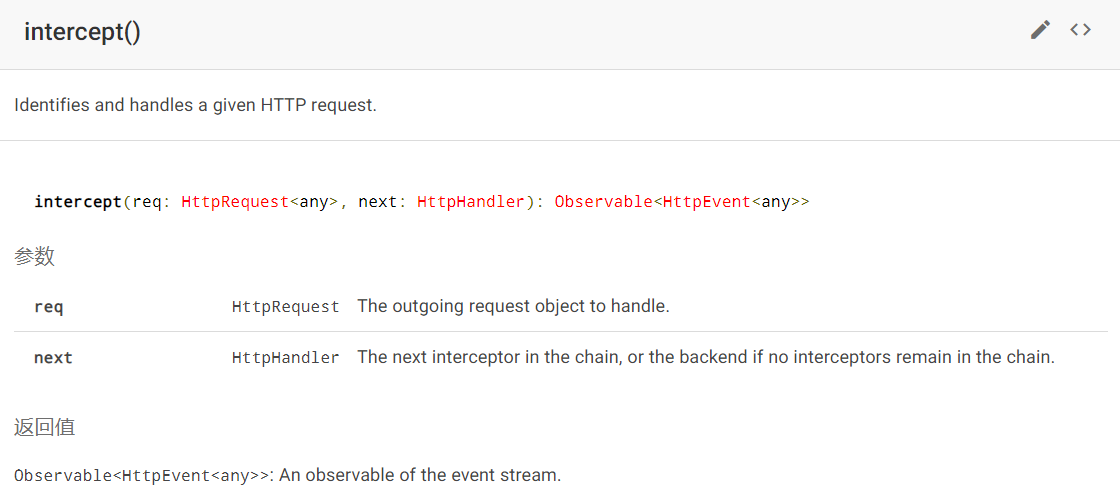 intercept()
Identifies and handles a given HTTP request.
intercept(req: HttpRequest<any>, next: HttpHandler): Observable<HttpEvent<any>>
参数
req HttpRequest The outgoing request object to handle.
next HttpHandler The next interceptor in the chain, or the backend if no interceptors remain in the chain.
返回值
Observable<HttpEvent<any>>: An observable of the event stream.